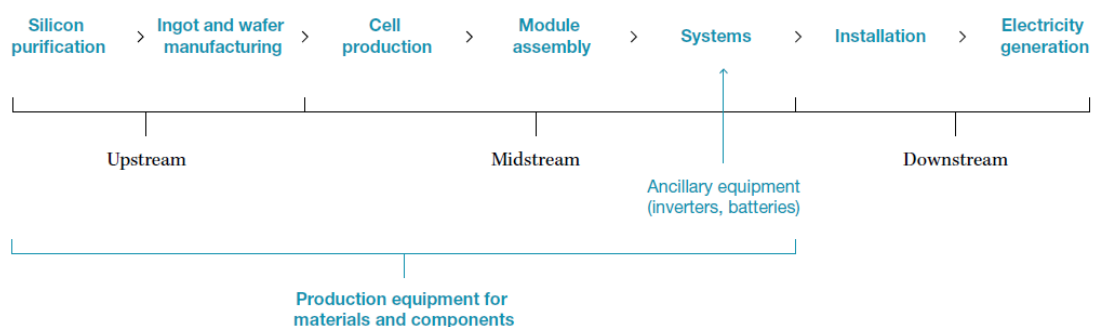 Silicon
purification
>
Ingot and wafer
manufacturing
>
Cell
production
>
Module
assembly
>
Systems
>
Installation
>
Electricity
generation
Upstream
Midstream
Downstream
Ancillary equipment
(inverters, batteries)
Production equipment for
materials and components